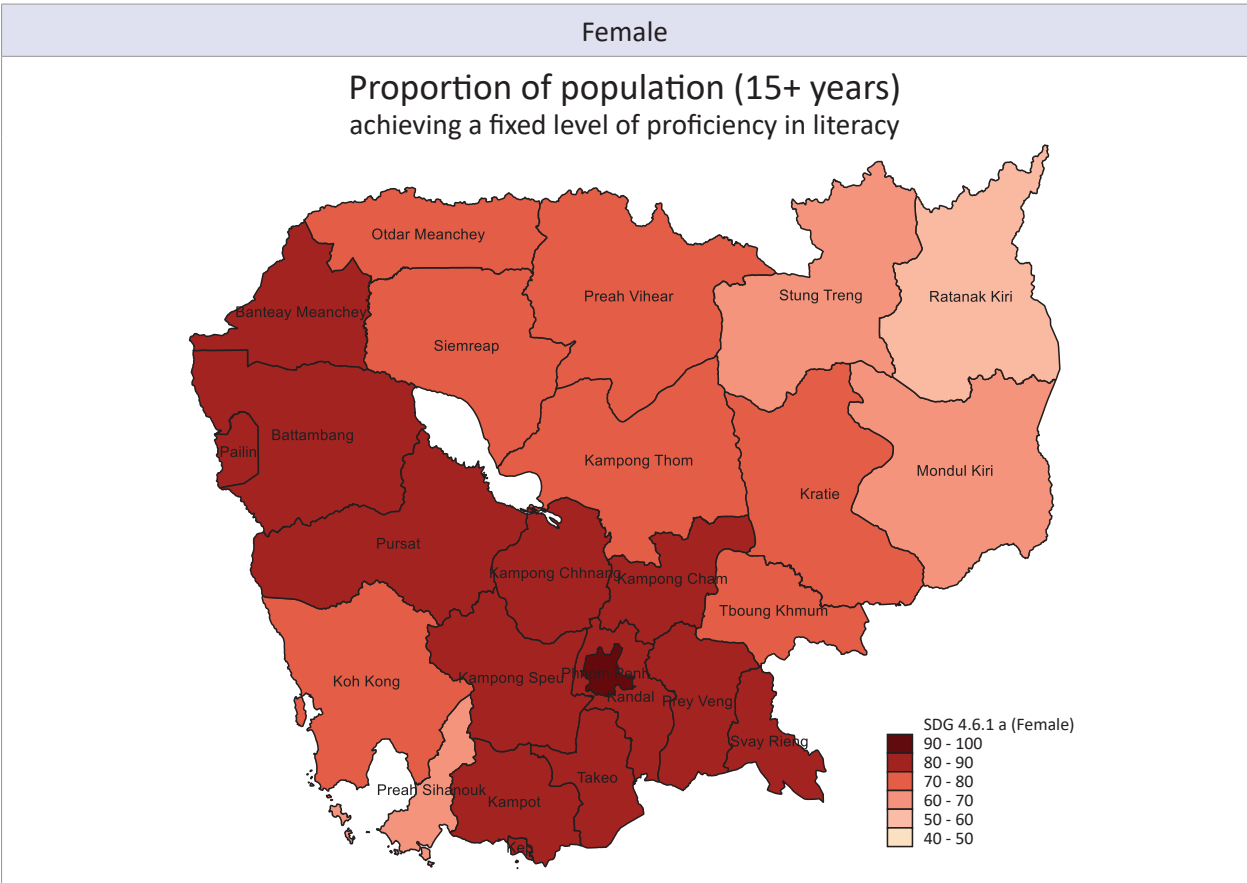 Female
Proportion of population (15+ years)
achieving a fixed level of proficiency in literacy
Otdar Meanchey
Preah Vihear
Stung Treng
Ratanak Kiri
Banteay Meanchey
Siemreap
Battambang
Pailin
Kampong Thom
Mondul Kiri
Kratie
Pursat
Kampong Chhnang
Kampong Cham
Tboung Khmum
Koh Kong
Kampong Speu
Phnom Penh
Kandal
Prey Veng
Svay Rieng
Takeo
Preah Sihanouk
Kampot
Kep
SDG 4.6.1 a (Female)
90 - 100
80 - 90
70 - 80
60 - 70
50 - 60
40 - 50